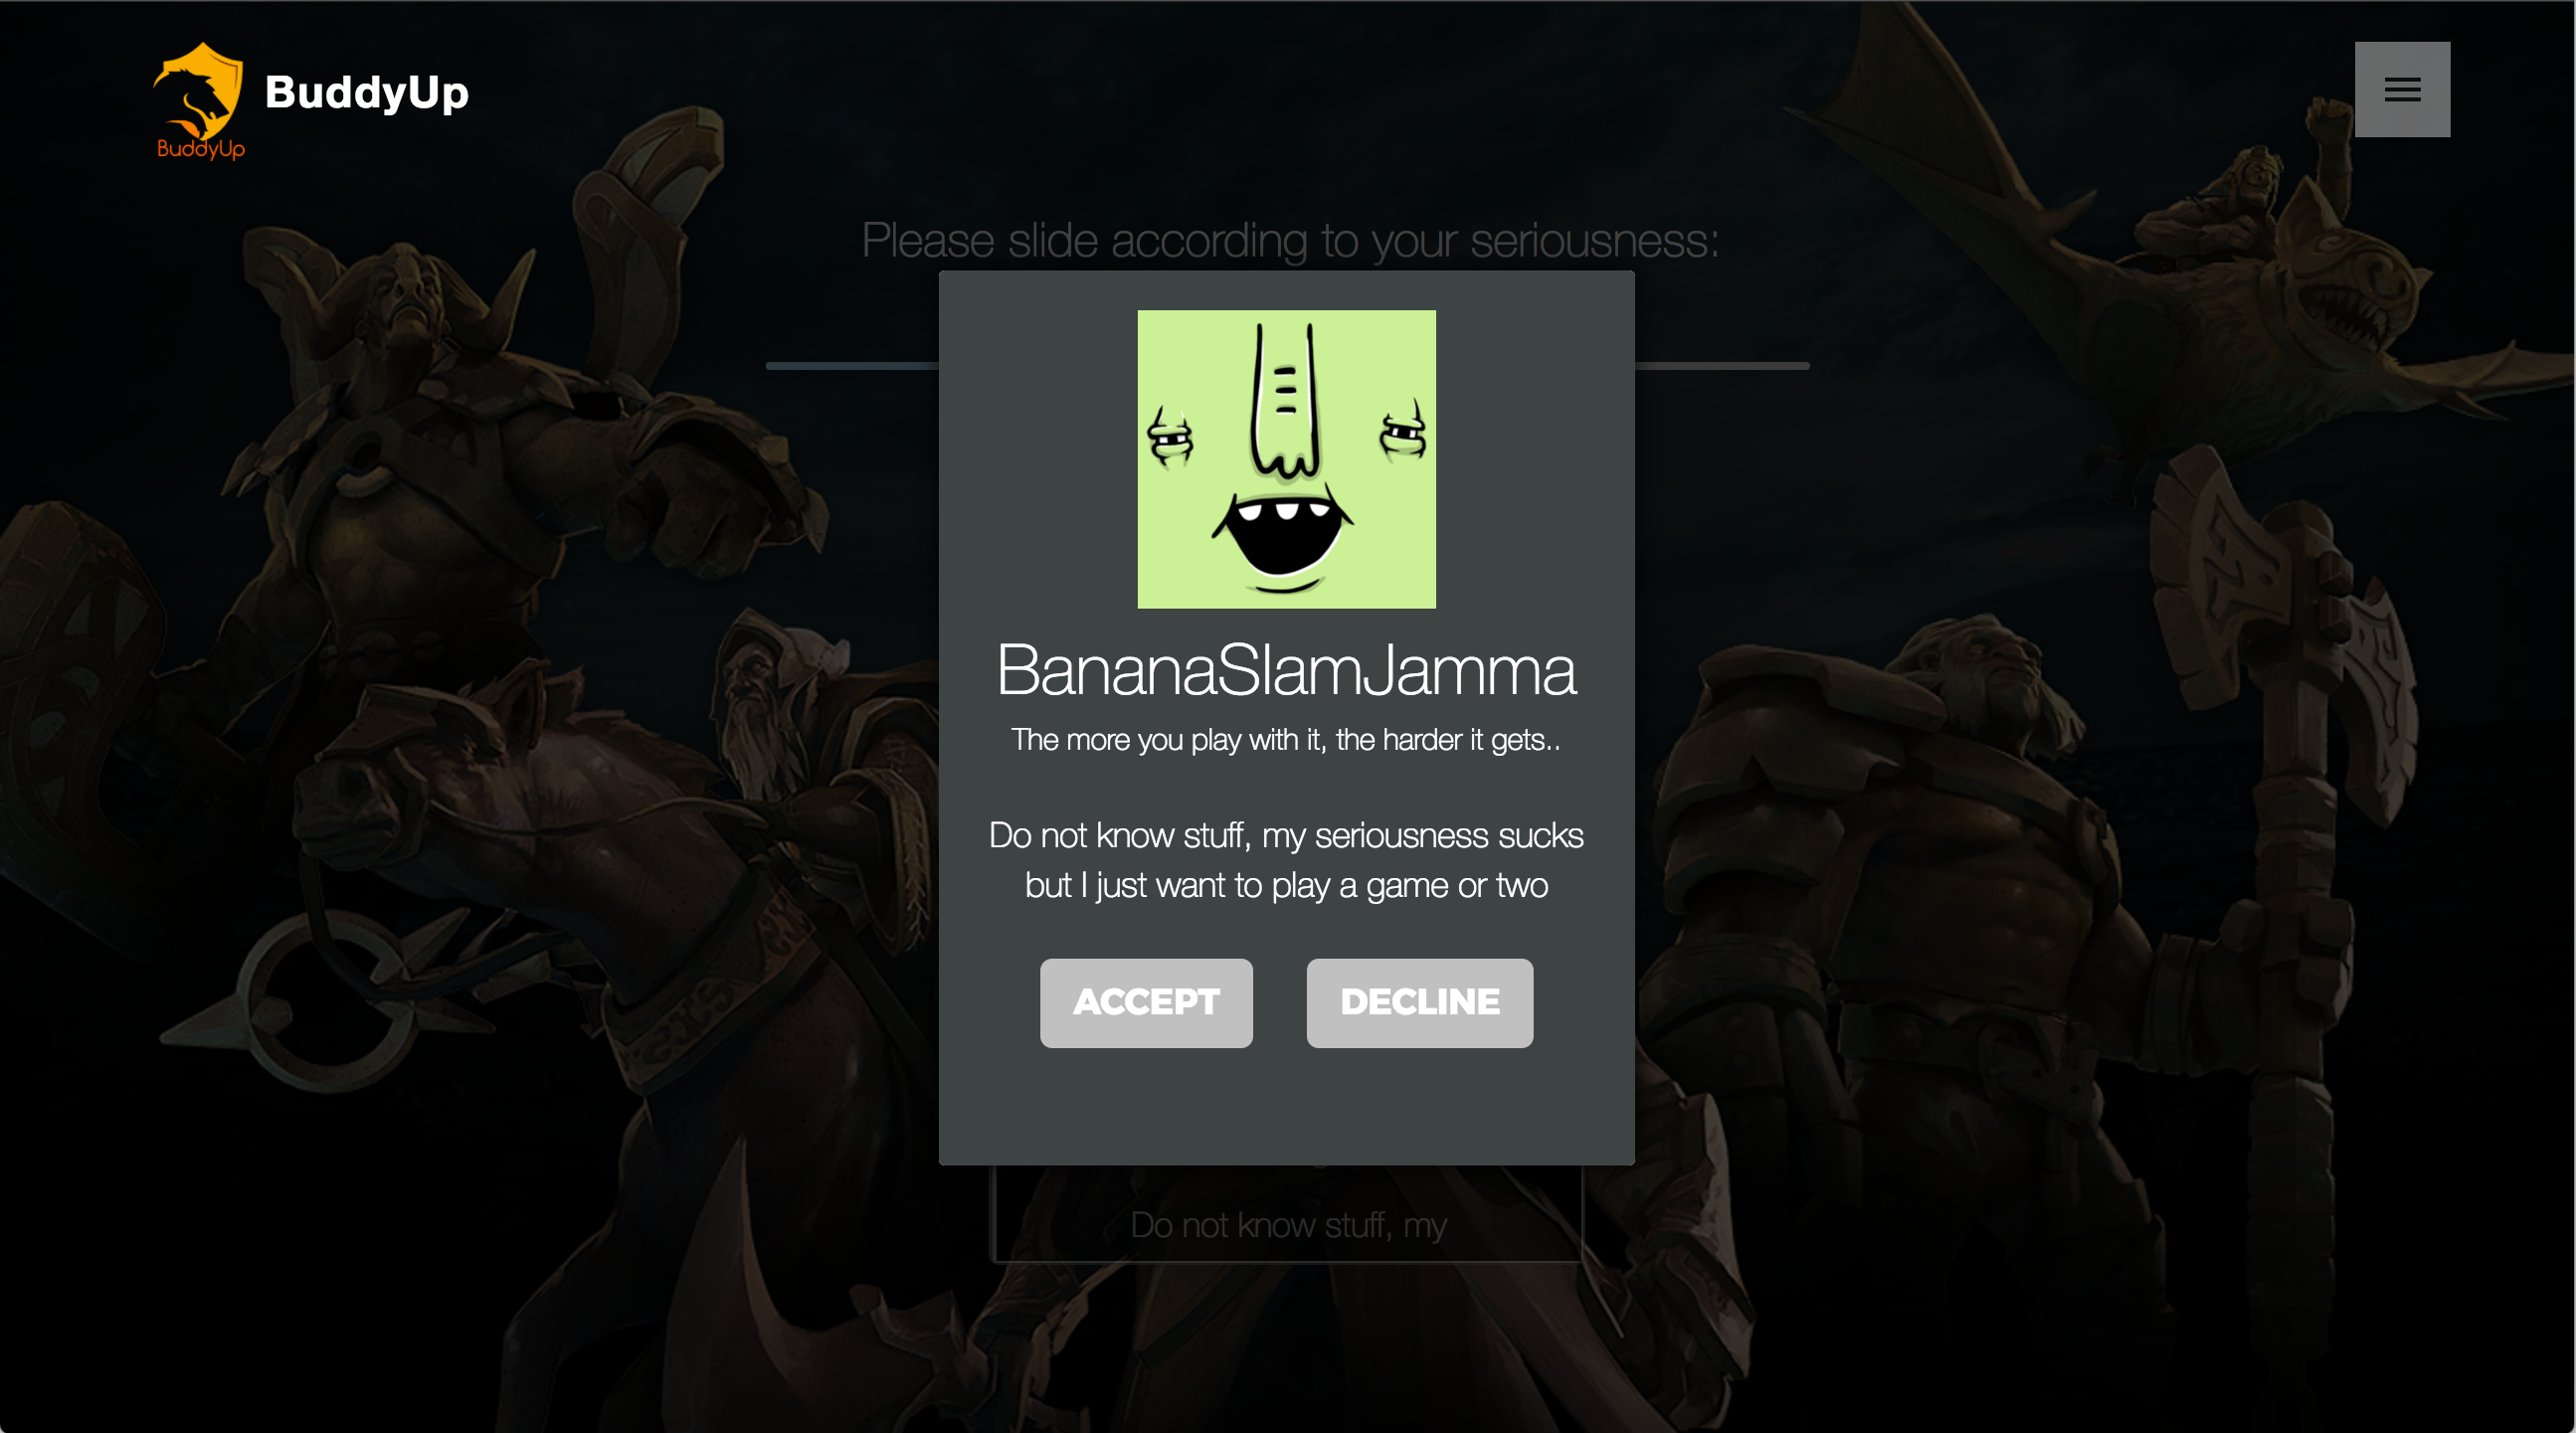 BuddyUp
BuddyUp
Please slide according to your seriousness:
BananaSlamJamma
The more you play with it, the harder it gets..
Do not know stuff, my seriousness sucks
but I just want to play a game or two
ACCEPT
DECLINE
Do not know stuff, my